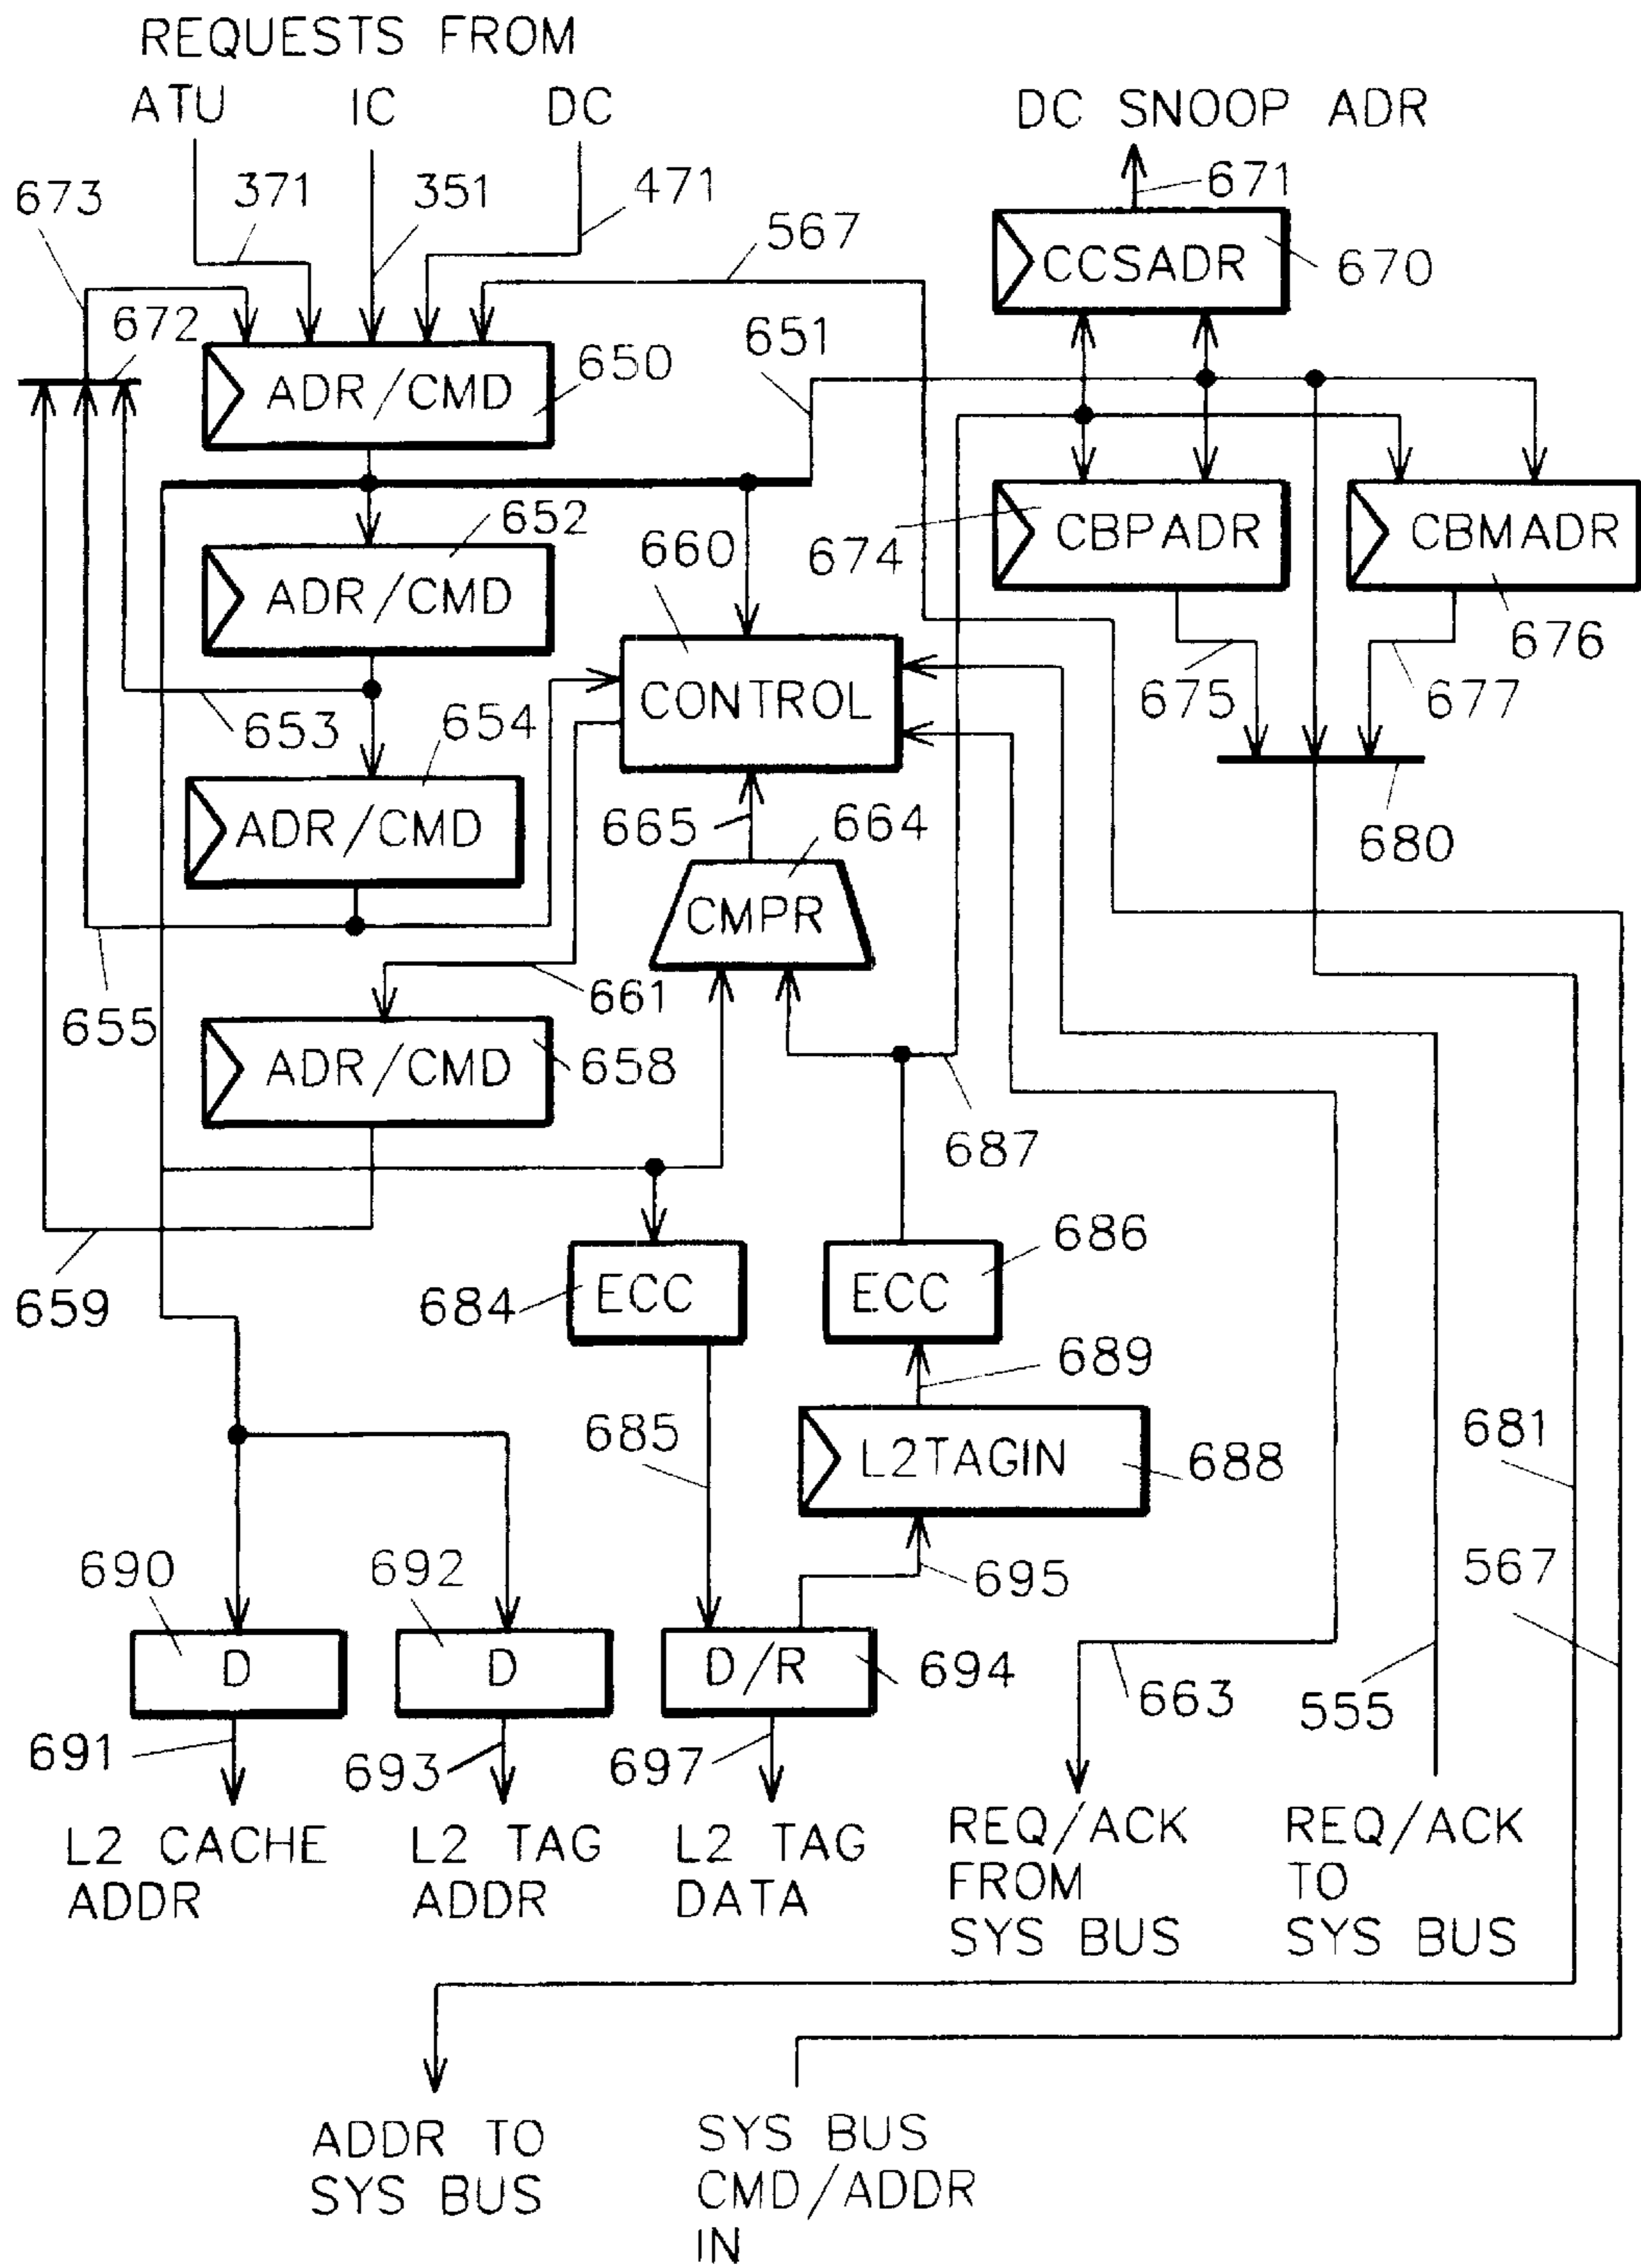 REQUESTS FROM
ATU IC DC
DC SNOOP ADR
673 371 351 471 567 671
CCSADR 670
672
651
ADR/CMD 650
652
660
674 CBPADR CBMADR
ADR/CMD
676
CONTROL
675 677
653 654
665 664
680
ADR/CMD
CMPR
661
655
ADR/CMD 658
687
659
684 ECC ECC 686
689
685
L2TAGIN 688
681
690 692
695
567
D D D/R 694
663 555
691 693 697
L2 CACHE
ADDR
L2 TAG
ADDR
L2 TAG
DATA
REQ/ACK
FROM
SYS BUS
REQ/ACK
TO
SYS BUS
ADDR TO
SYS BUS
SYS BUS
CMD/ADDR
IN